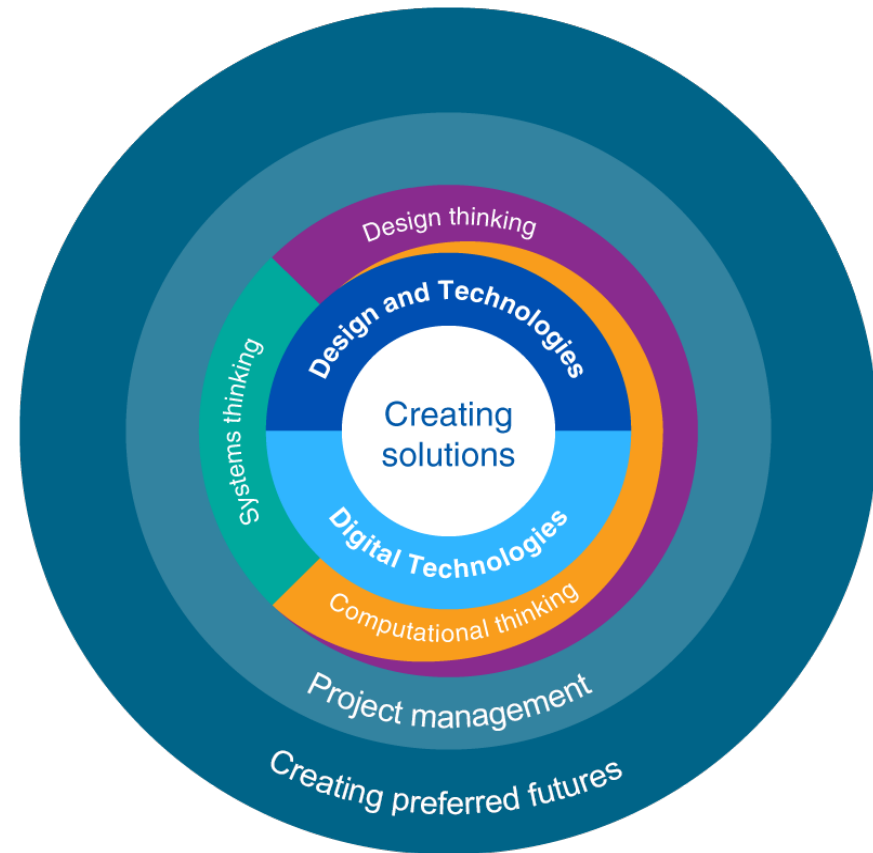 Design thinking
Design and Technologies
Systems thinking
Creating
solutions
Digital Technologies
Computational thinking
Project management
Creating preferred futures